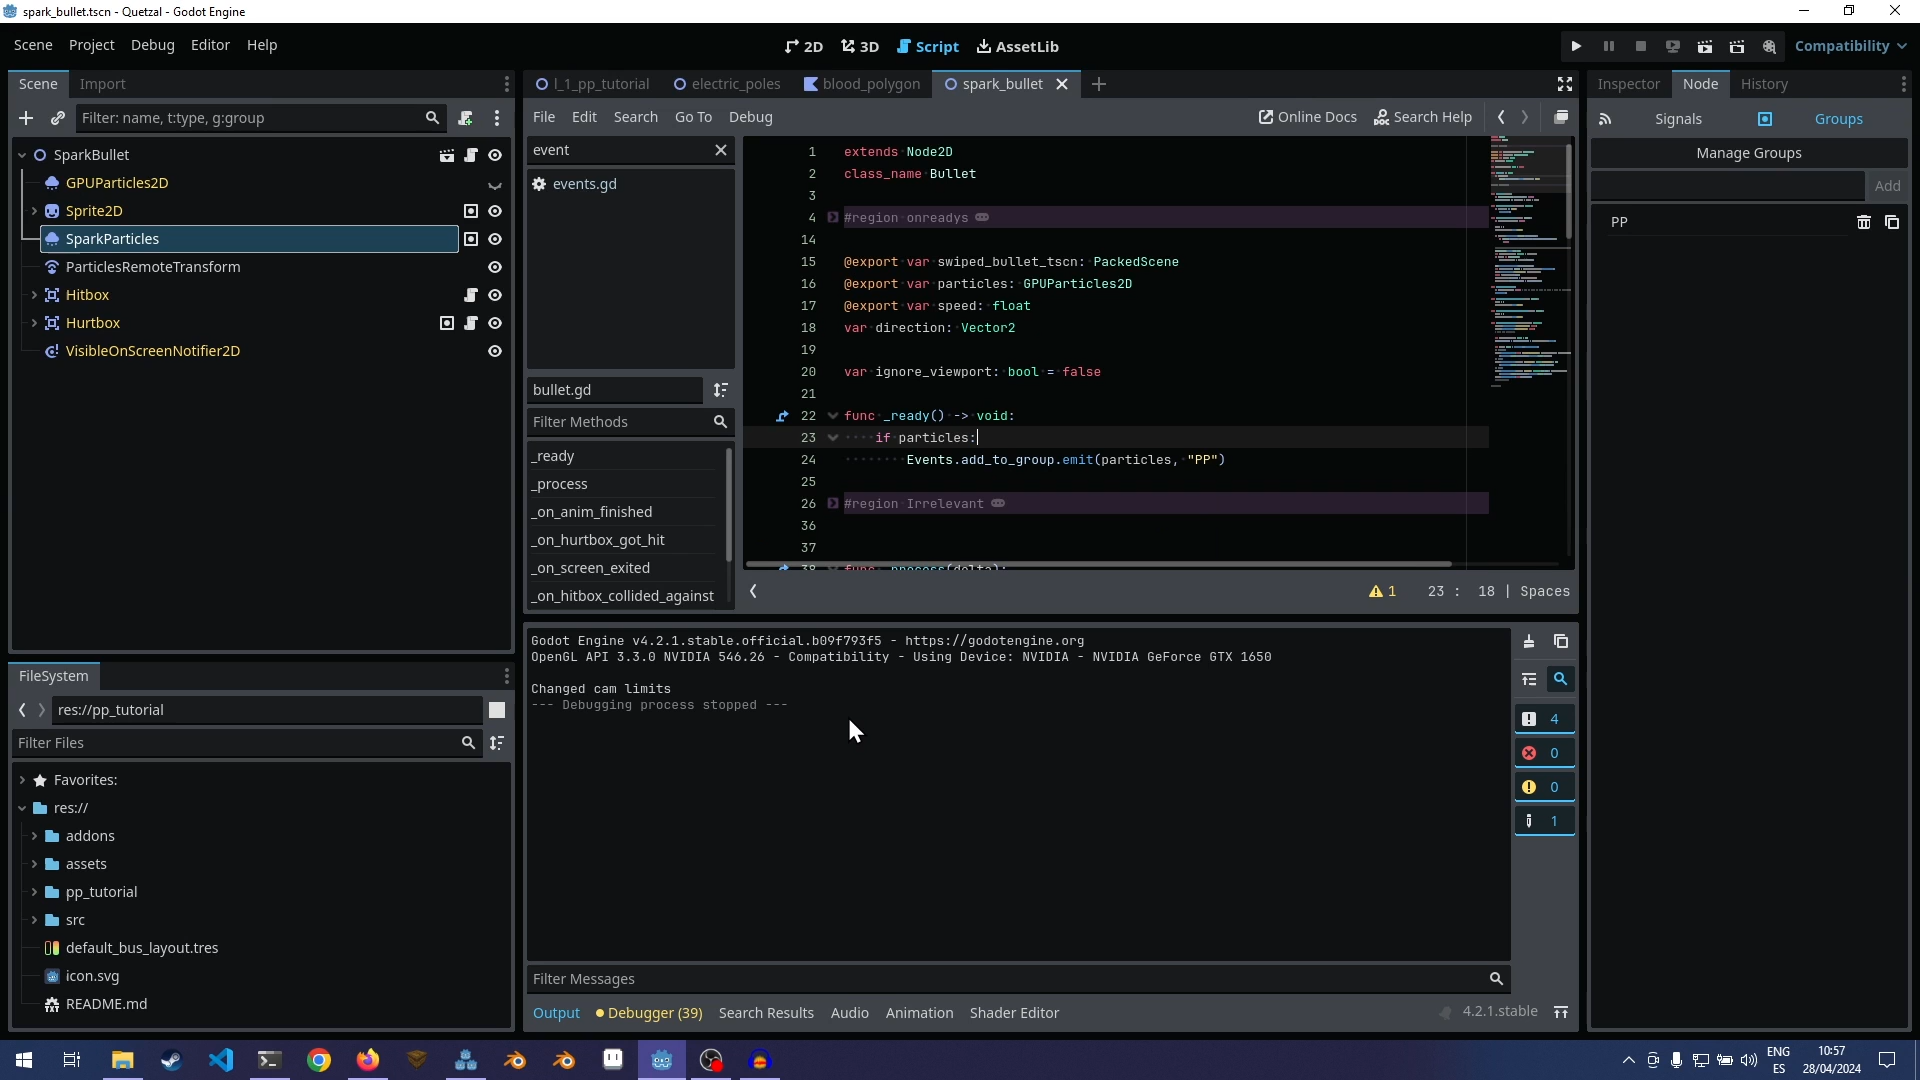 spark_bullet.tscn - Quetzal - Godot Engine
Scene Project Debug Editor Help
2D 3D Script AssetLib
Compatibility
Scene Import
Filter: name, t:type, g:group
SparkBullet
GPUParticles2D
Sprite2D
SparkParticles
ParticlesRemoteTransform
Hitbox
Hurtbox
VisibleOnScreenNotifier2D
FileSystem
res://pp_tutorial
Filter Files
Favorites:
res://
addons
assets
pp_tutorial
src
default_bus_layout.tres
icon.svg
README.md
l_1_pp_tutorial electric_poles blood_polygon spark_bullet
File Edit Search Go To Debug Online Docs Search Help
event
events.gd
bullet.gd
Filter Methods
_ready
_process
_on_anim_finished
_on_hurtbox_got_hit
_on_screen_exited
_on_hitbox_collided_against
1 extends Node2D
2 class_name Bullet
3
4 #region onreadys
14
15 @export var swiped_bullet_tscn: PackedScene
16 @export var particles: GPUParticles2D
17 @export var speed: float
18 var direction: Vector2
19
20 var ignore_viewport: bool = false
21
22 func _ready() -> void:
23 if particles:
24 Events.add_to_group.emit(particles, "PP")
25
26 #region Irrelevant
36
37
38 func _process(delta):
1 23 : 18 | Spaces
Godot Engine v4.2.1.stable.official.b09f793f5 - https://godotengine.org
OpenGL API 3.3.0 NVIDIA 546.26 - Compatibility - Using Device: NVIDIA - NVIDIA GeForce GTX 1650
Changed cam limits
--- Debugging process stopped ---
4
0
0
1
Filter Messages
Output Debugger (39) Search Results Audio Animation Shader Editor 4.2.1.stable
Inspector Node History
Signals Groups
Manage Groups
Add
PP
ENG
ES
10:57
28/04/2024